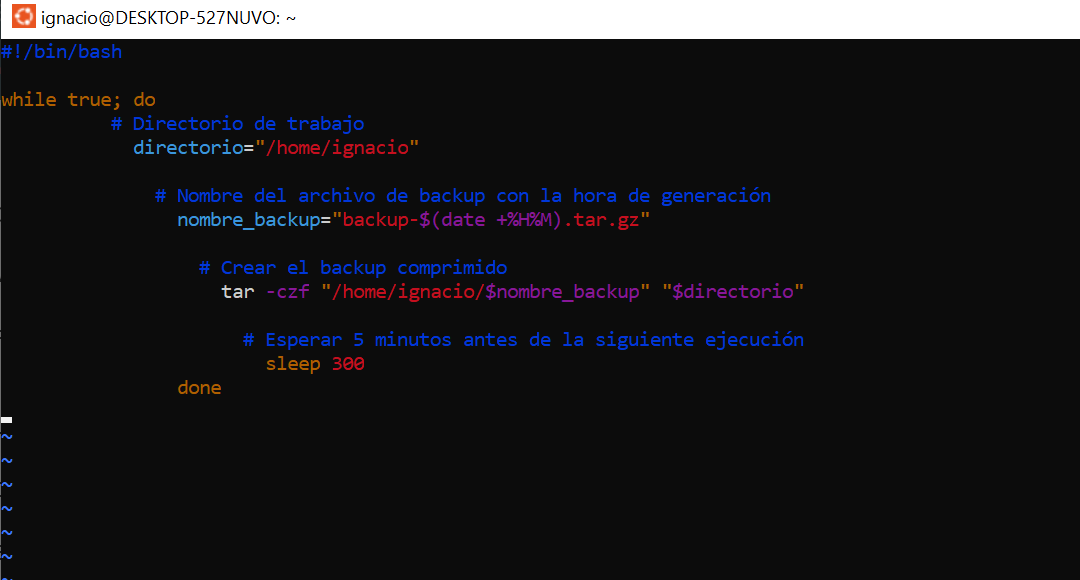 ignacio@DESKTOP-527NUVO: ~
#!/bin/bash
while true; do
# Directorio de trabajo
directorio="/home/ignacio"
# Nombre del archivo de backup con la hora de generación
nombre_backup="backup-$(date +%H%M).tar.gz"
# Crear el backup comprimido
tar -czf "/home/ignacio/$nombre_backup" "$directorio"
# Esperar 5 minutos antes de la siguiente ejecución
sleep 300
done
~
~
~
~
~
~
~